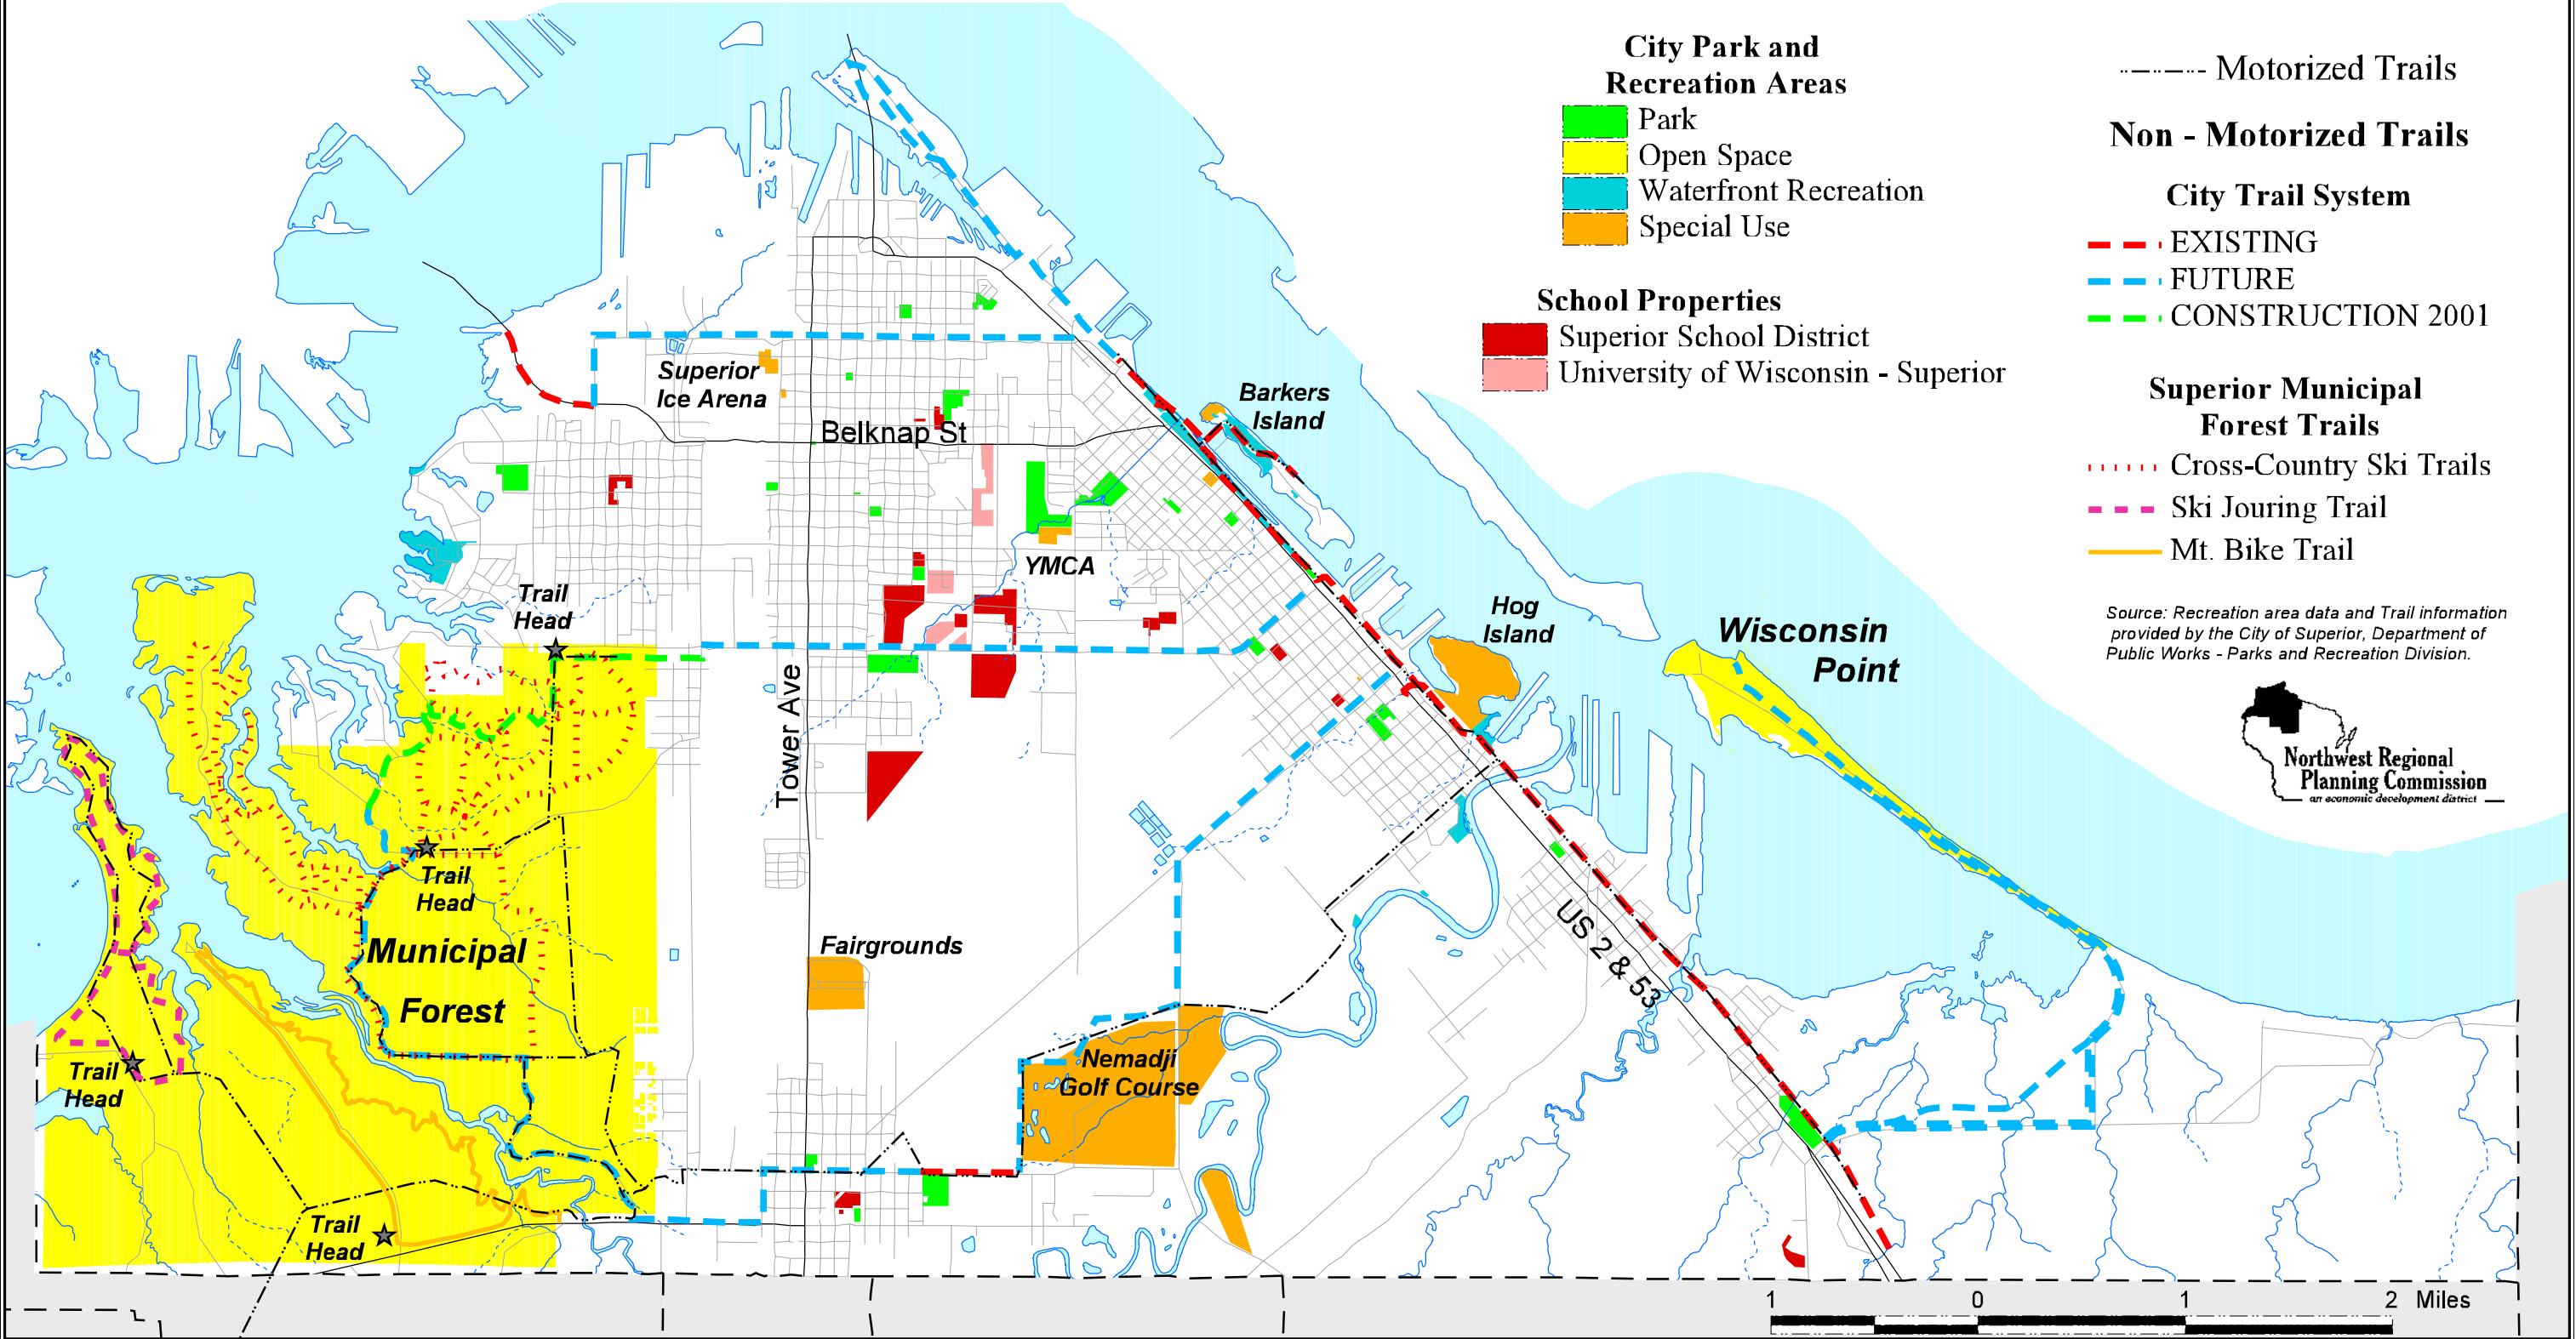 City Park and
Recreation Areas
Park
Open Space
Waterfront Recreation
Special Use
School Properties
Superior School District
University of Wisconsin - Superior
Motorized Trails
Non - Motorized Trails
City Trail System
EXISTING
FUTURE
CONSTRUCTION 2001
Superior Municipal
Forest Trails
Cross-Country Ski Trails
Ski Jouring Trail
Mt. Bike Trail
Source: Recreation area data and Trail information
provided by the City of Superior, Department of
Public Works - Parks and Recreation Division.
Northwest Regional
Planning Commission
an economic development district
Superior
Ice Arena
Belknap St
Barkers
Island
YMCA
Trail
Head
Hog
Island
Wisconsin
Point
Tower Ave
Trail
Head
Municipal
Forest
Fairgrounds
US 2 & 53
Nemadji
Golf Course
Trail
Head
Trail
Head
1 0 1 2 Miles